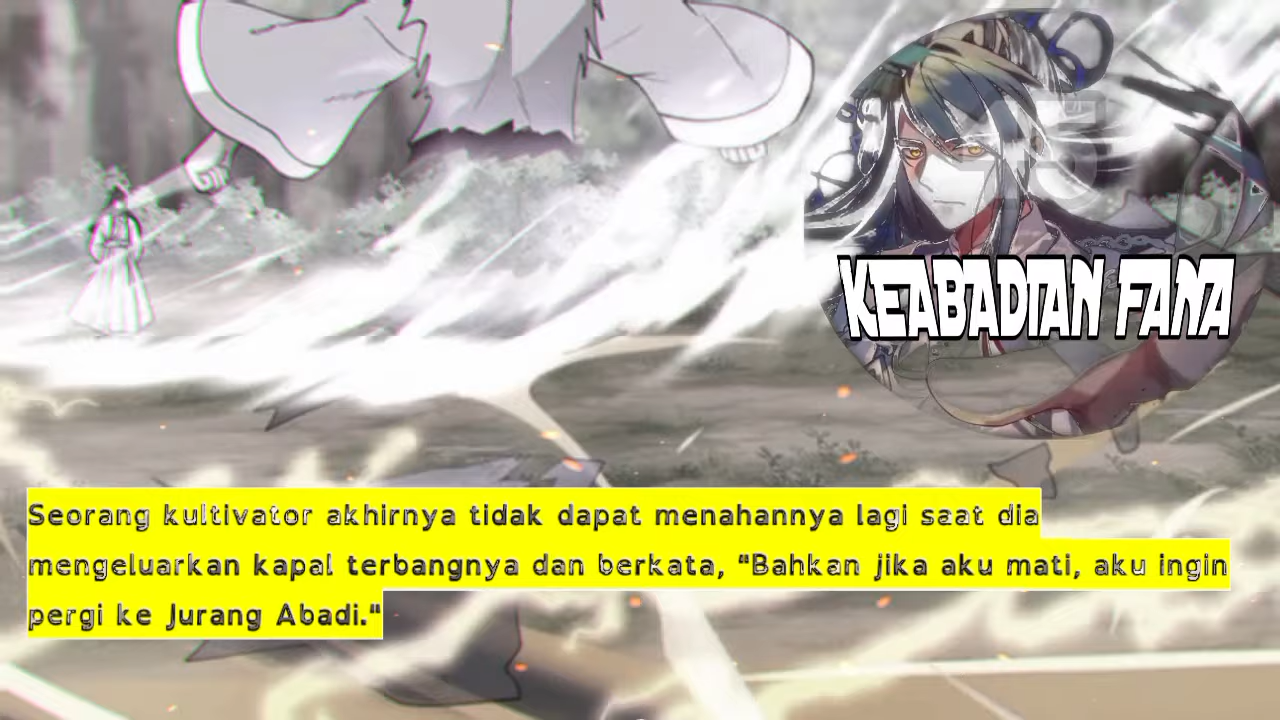 KEABADIAN FANA
Seorang kultivator akhirnya tidak dapat menahannya lagi saat dia
mengeluarkan kapal terbangnya dan berkata, "Bahkan jika aku mati, aku ingin
pergi ke Jurang Abadi."